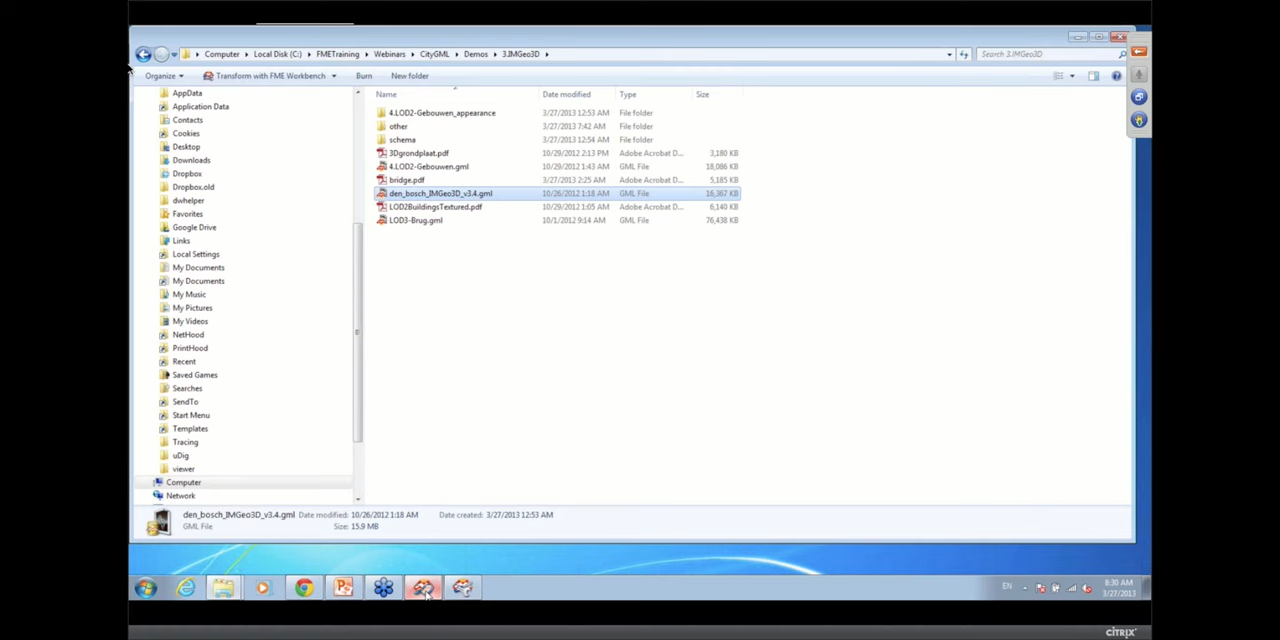 Computer Local Disk (C:) FMETraining Webinars CityGML Demos 3.IMGeo3D Search 3.IMGeo3D
Organize Transform with FME Workbench Burn New folder
Name Date modified Type Size
AppData
Application Data
Contacts
Cookies
Desktop
Downloads
Dropbox
Dropbox.old
dwhelper
Favorites
Google Drive
Links
Local Settings
My Documents
My Documents
My Music
My Pictures
My Videos
NetHood
PrintHood
Recent
Saved Games
Searches
SendTo
Start Menu
Templates
Tracing
uDig
viewer
Computer
Network
4.LOD2-Gebouwen_appearance 3/27/2013 12:53 AM File folder
other 3/27/2013 7:42 AM File folder
schema 3/27/2013 12:54 AM File folder
3Dgrondplaat.pdf 10/29/2012 2:13 PM Adobe Acrobat D... 3,180 KB
4.LOD2-Gebouwen.gml 10/29/2012 1:43 AM GML File 18,086 KB
bridge.pdf 3/27/2013 2:25 AM Adobe Acrobat D... 5,185 KB
den_bosch_IMGeo3D_v3.4.gml 10/26/2012 1:18 AM GML File 16,367 KB
LOD2BuildingsTextured.pdf 10/29/2012 1:05 AM Adobe Acrobat D... 6,140 KB
LOD3-Brug.gml 10/1/2012 9:14 AM GML File 76,438 KB
den_bosch_IMGeo3D_v3.4.gml Date modified: 10/26/2012 1:18 AM Date created: 3/27/2013 12:53 AM
GML File Size: 15.9 MB
EN 8:30 AM
3/27/2013
CITRIX